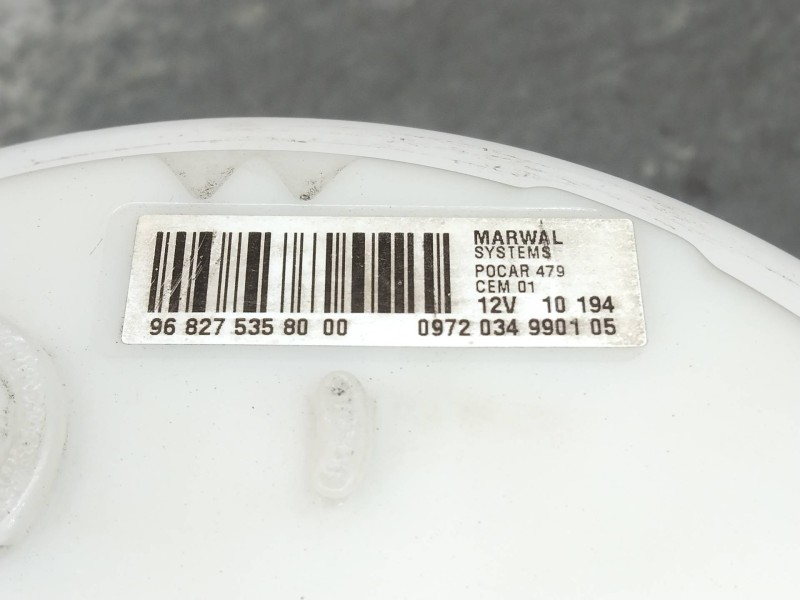 MARWAL
SYSTEMS
POCAR 479
CEM 01
12V 10 194
96 827 535 80 00 0972 034 9901 05